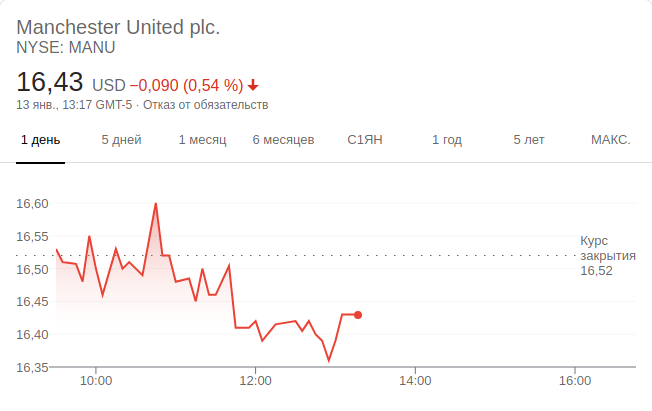 Manchester United plc.
NYSE: MANU
16,43 USD −0,090 (0,54 %)
13 янв., 13:17 GMT-5 · Отказ от обязательств
1 день 5 дней 1 месяц 6 месяцев С1ЯН 1 год 5 лет МАКС.
16,60
16,55
16,50
16,45
16,40
16,35
Курс
закрытия
16,52
10:00 12:00 14:00 16:00